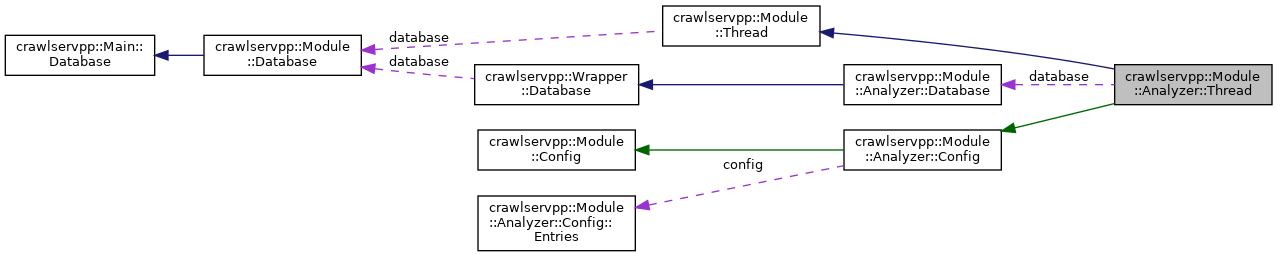 crawlservpp::Main::
Database
crawlservpp::Module
::Database
database
database
crawlservpp::Module
::Thread
crawlservpp::Wrapper
::Database
crawlservpp::Module
::Analyzer::Database
database
crawlservpp::Module
::Analyzer::Thread
crawlservpp::Module
::Config
crawlservpp::Module
::Analyzer::Config
config
crawlservpp::Module
::Analyzer::Config::
Entries